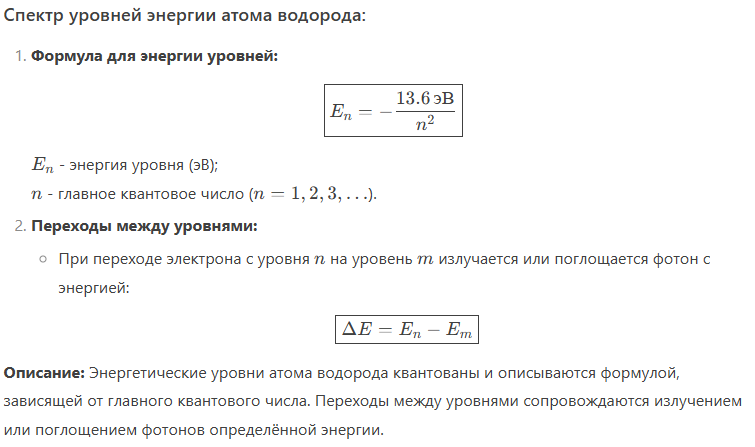 Спектр уровней энергии атома водорода:
1. Формула для энергии уровней:
E_n = -\frac{13.6 эВ}{n^2}
E_n - энергия уровня (эВ);
n - главное квантовое число (n = 1, 2, 3, …).
2. Переходы между уровнями:
○ При переходе электрона с уровня n на уровень m излучается или поглощается фотон с
энергией:
ΔE = E_n − E_m
Описание: Энергетические уровни атома водорода квантованы и описываются формулой,
зависящей от главного квантового числа. Переходы между уровнями сопровождаются излучением
или поглощением фотонов определённой энергии.